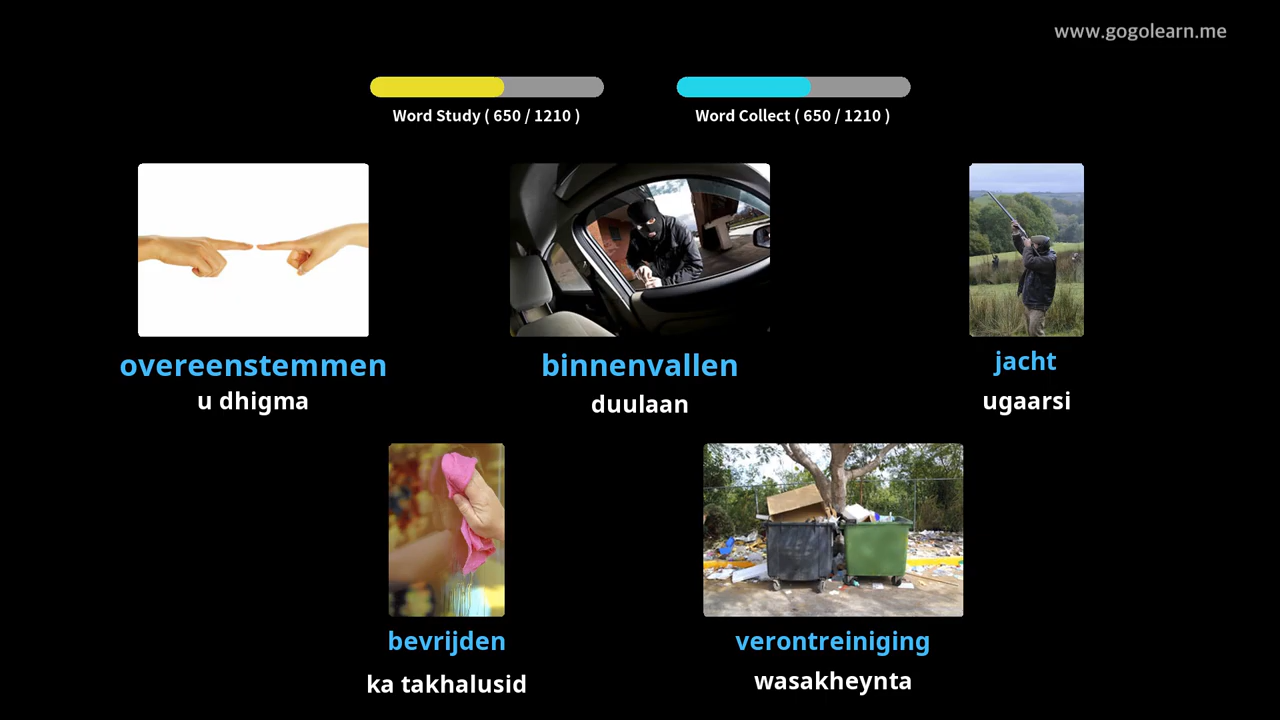 www.gogolearn.me
Word Study ( 650 / 1210 )
Word Collect ( 650 / 1210 )
overeenstemmen
u dhigma
binnenvallen
duulaan
jacht
ugaarsi
bevrijden
ka takhalusid
verontreiniging
wasakheynta